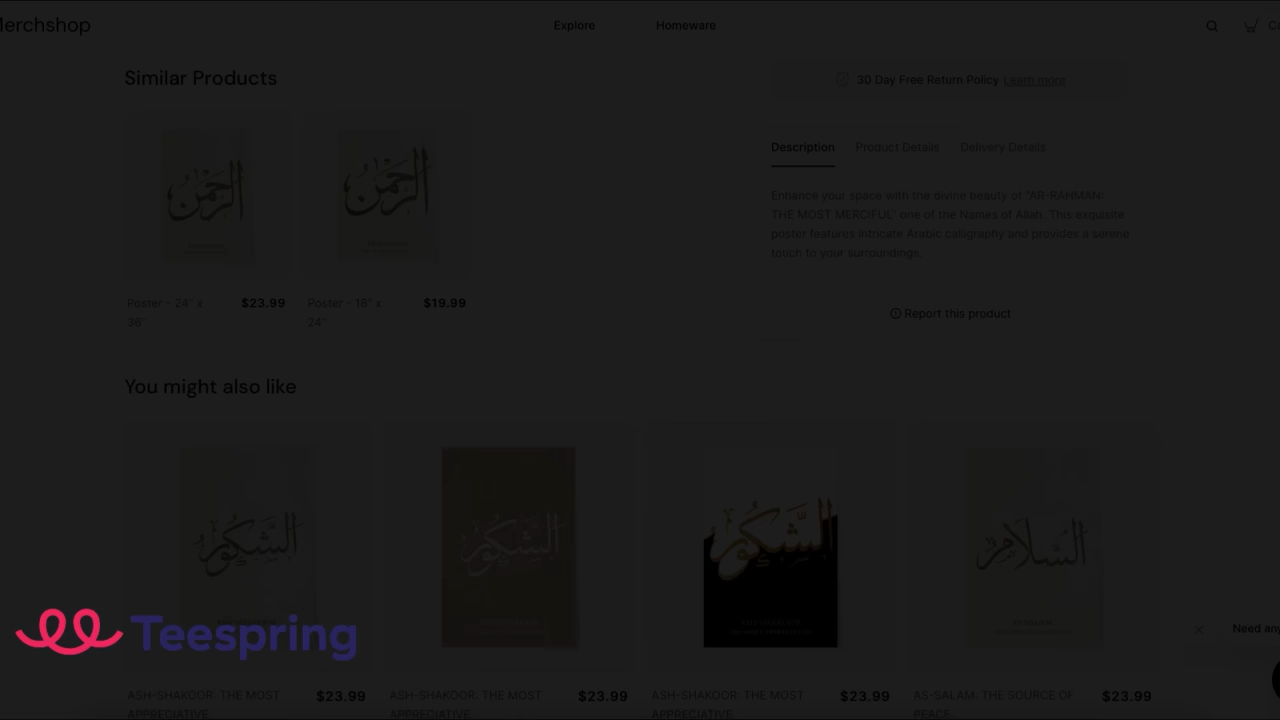 Merchshop
Explore
Homeware
Similar Products
30 Day Free Return Policy Learn more
الرحمن
الرحمن
Description
Product Details
Delivery Details
Enhance your space with the divine beauty of 'AR-RAHMAN:
THE MOST MERCIFUL' one of the Names of Allah. This exquisite
poster features intricate Arabic calligraphy and provides a serene
touch to your surroundings.
Poster - 24" x
36"
$23.99
Poster - 18" x
24"
$19.99
Report this product
You might also like
الشكور
الشكور
الشكور
السلام
Teespring
Need any
ASH-SHAKOOR: THE MOST
APPRECIATIVE
$23.99
ASH-SHAKOOR: THE MOST
APPRECIATIVE
$23.99
ASH-SHAKOOR: THE MOST
APPRECIATIVE
$23.99
AS-SALAM: THE SOURCE OF
PEACE
$23.99